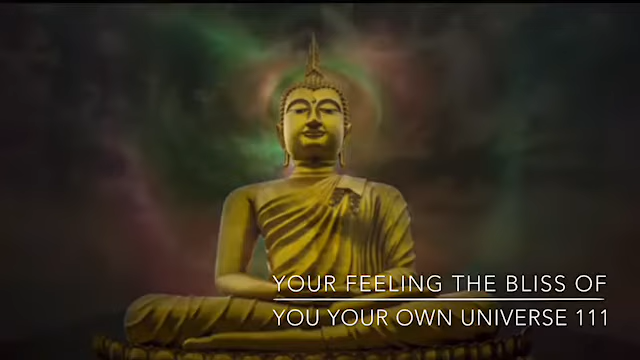 YOUR FEELING THE BLISS OF
YOU YOUR OWN UNIVERSE 111